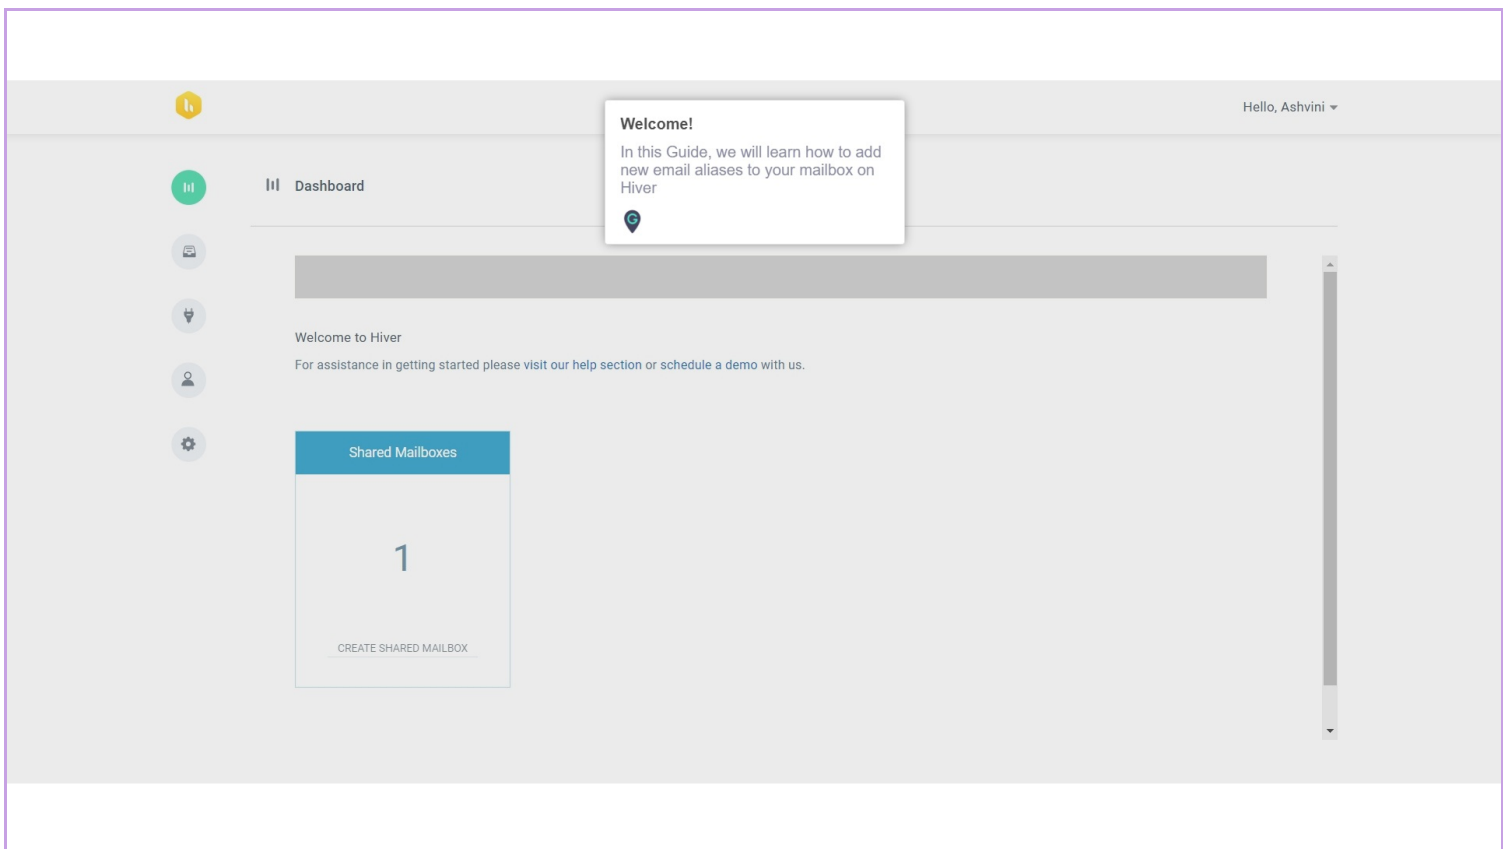 Hello, Ashvini
Welcome!
In this Guide, we will learn how to add
new email aliases to your mailbox on
Hiver
Dashboard
Welcome to Hiver
For assistance in getting started please visit our help section or schedule a demo with us.
Shared Mailboxes
1
CREATE SHARED MAILBOX